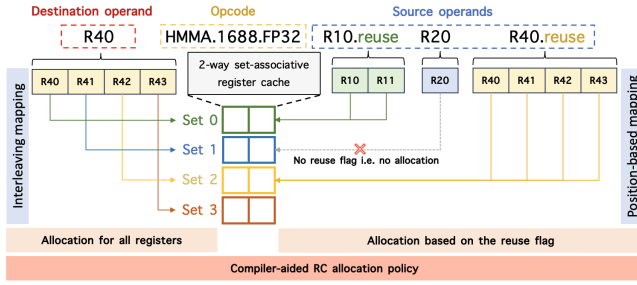 Destination operand Opcode Source operands
R40 HMMA.1688.FP32 R10.reuse R20 R40.reuse
2-way set-associative
register cache
R40 R41 R42 R43 R10 R11 R20 R40 R41 R42 R43
Interleaving mapping
Position-based mapping
Set 0
Set 1
No reuse flag i.e. no allocation
Set 2
Set 3
Allocation for all registers Allocation based on the reuse flag
Compiler-aided RC allocation policy